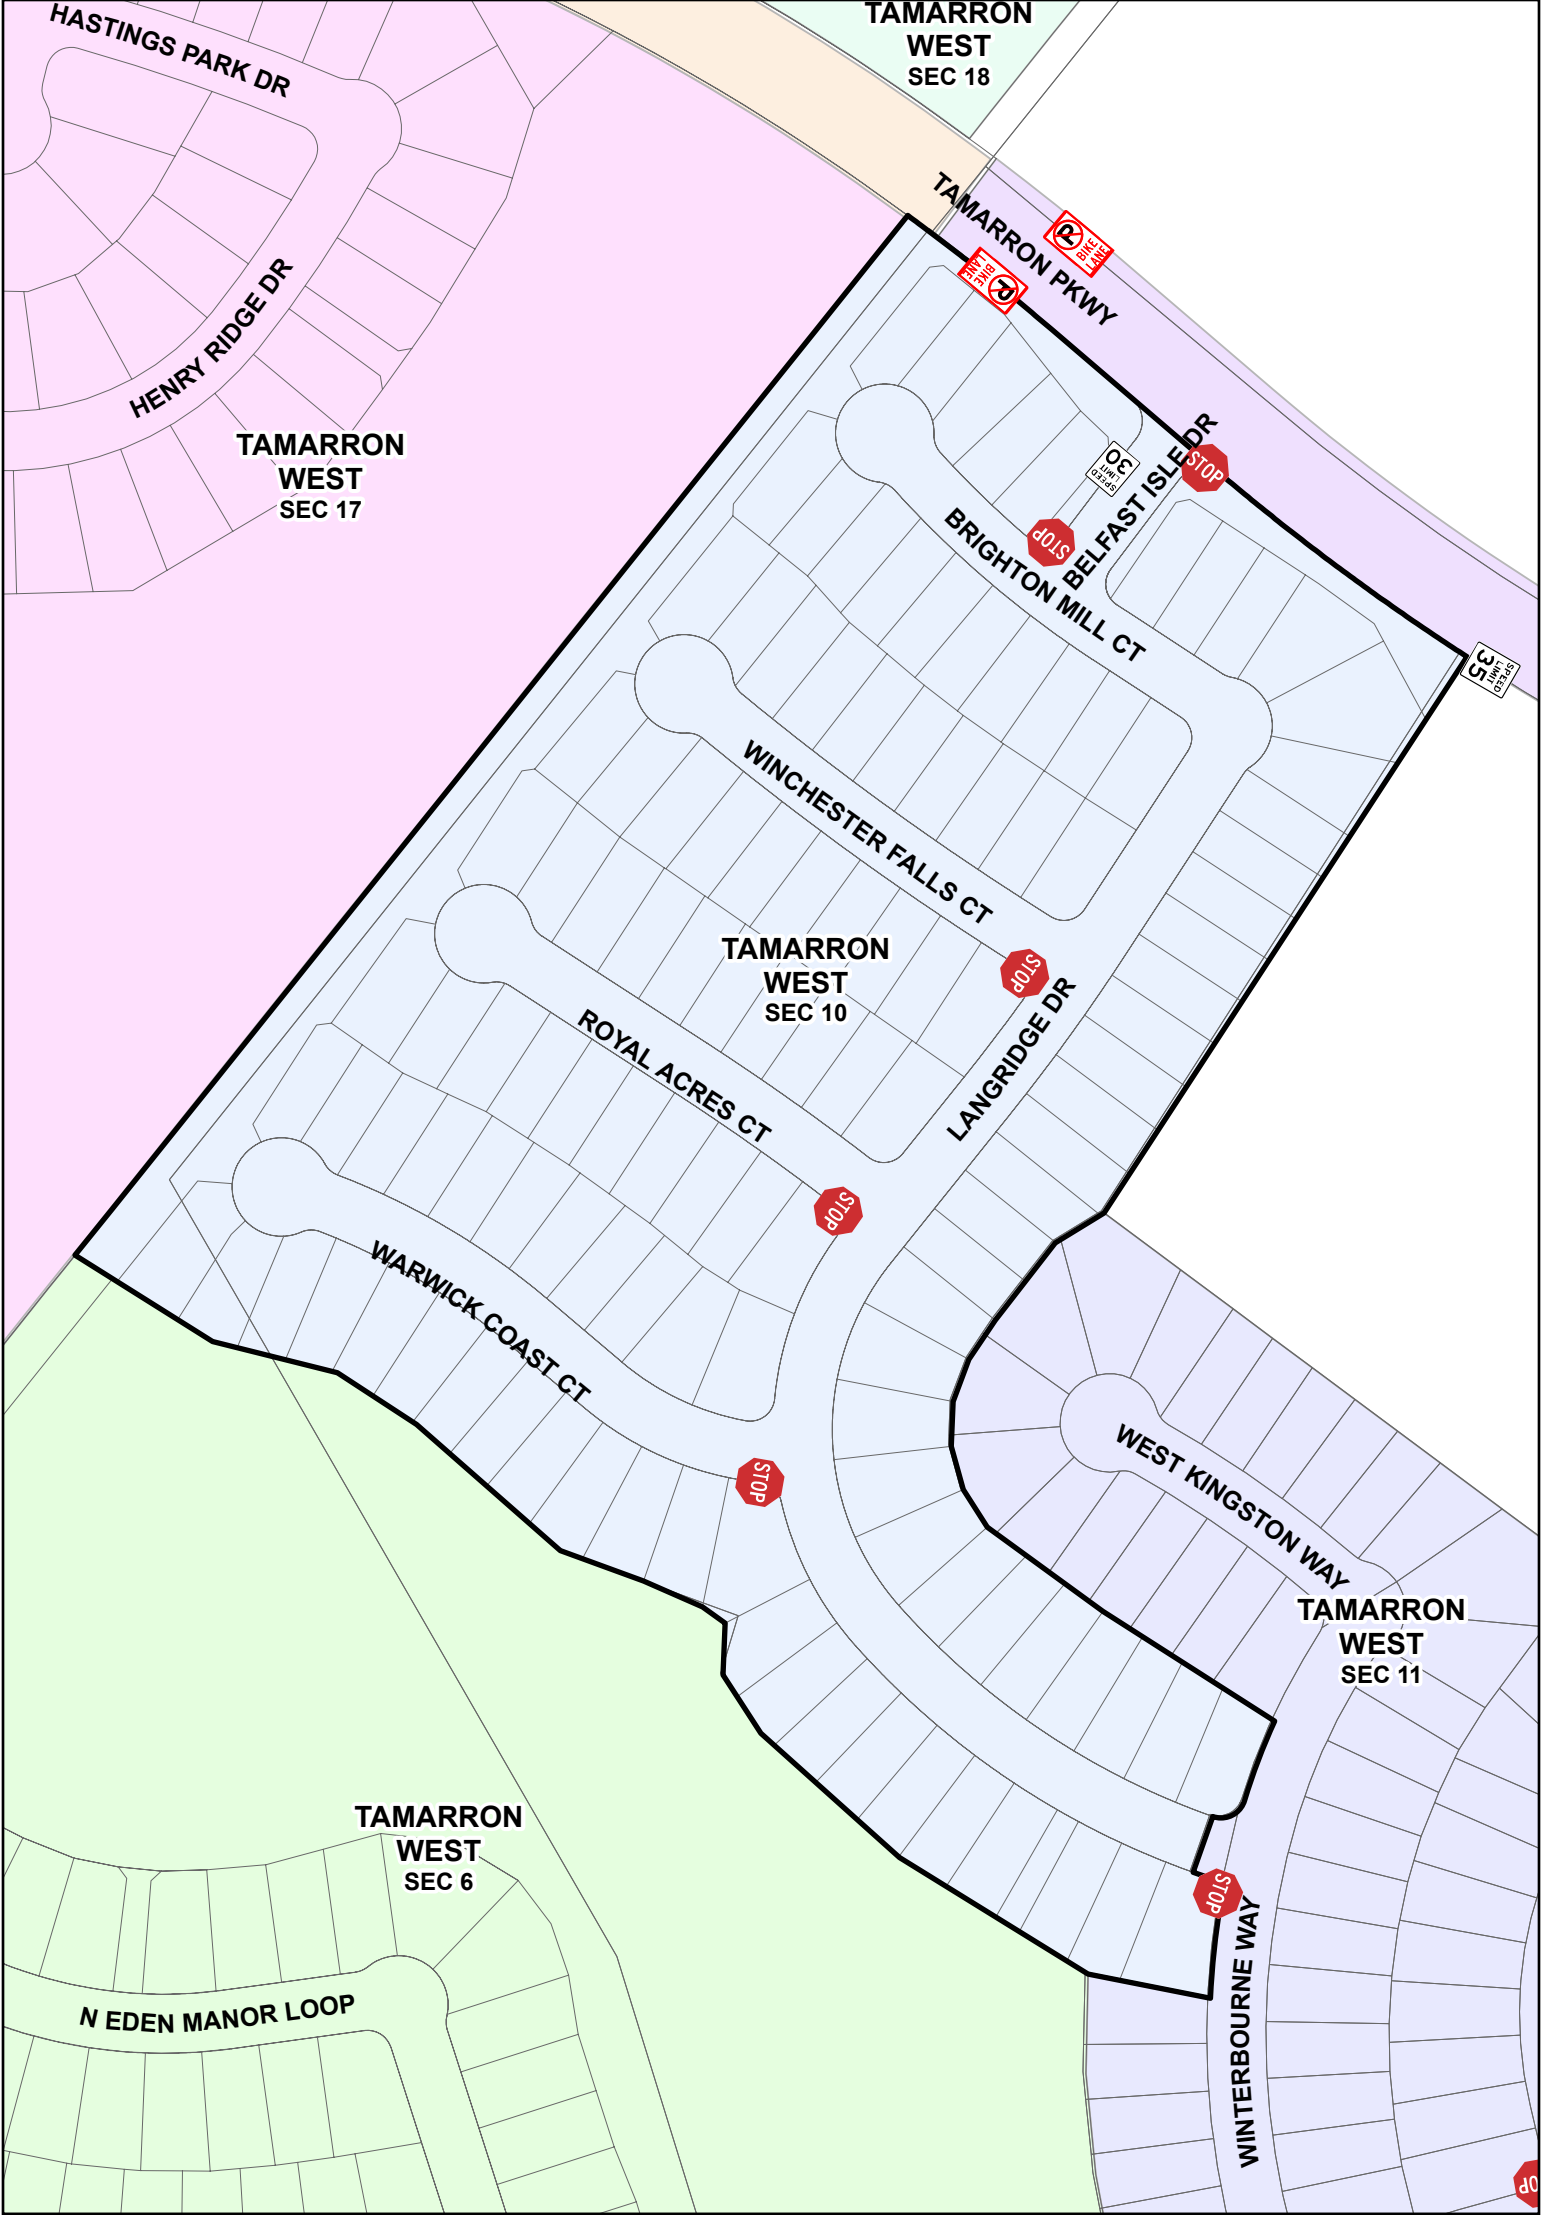 HASTINGS PARK DR
TAMARRON
WEST
SEC 18
TAMARRON PKWY
P
BIKE
LANE
P
BIKE
LANE
HENRY RIDGE DR
TAMARRON
WEST
SEC 17
BELFAST ISLE DR
STOP
SPEED
LIMIT
30
STOP
BRIGHTON MILL CT
SPEED
LIMIT
35
WINCHESTER FALLS CT
TAMARRON
WEST
SEC 10
STOP
LANGRIDGE DR
ROYAL ACRES CT
STOP
WARWICK COAST CT
STOP
WEST KINGSTON WAY
TAMARRON
WEST
SEC 11
TAMARRON
WEST
SEC 6
STOP
WINTERBOURNE WAY
N EDEN MANOR LOOP
OP